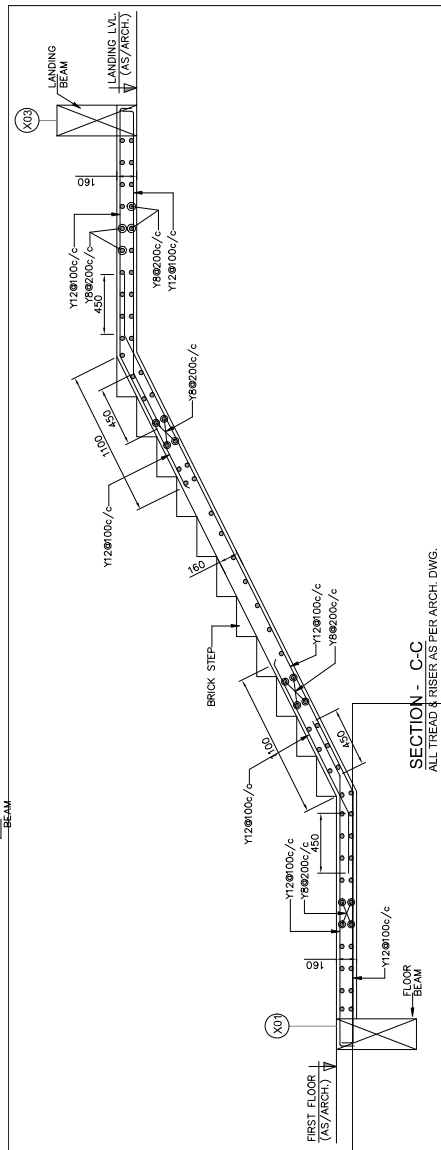 BEAM
FIRST FLOOR
(AS/ARCH.)
X01
FLOOR
BEAM
160
Y12@100c/c
Y8@200c/c
Y12@100c/c
450
450
Y12@100c/c
1100
Y12@100c/c
Y8@200c/c
BRICK STEP
160
Y12@100c/c
1100
450
Y8@200c/c
450
Y12@100c/c
Y8@200c/c
Y8@200c/c
Y12@100c/c
160
X03
LANDING
BEAM
LANDING LVL.
(AS/ARCH.)
SECTION - C-C
ALL TREAD & RISER AS PER ARCH. DWG.